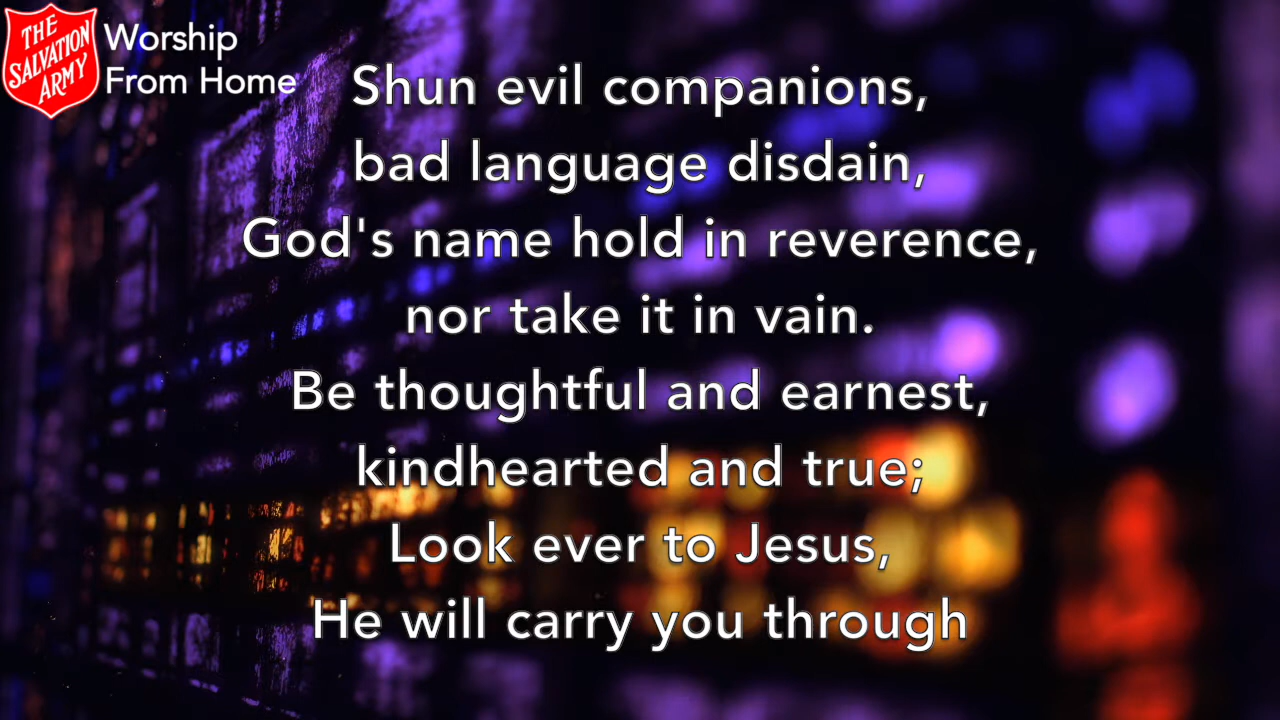 THE
SALVATION
ARMY
Worship
From Home
Shun evil companions,
bad language disdain,
God's name hold in reverence,
nor take it in vain.
Be thoughtful and earnest,
kindhearted and true;
Look ever to Jesus,
He will carry you through